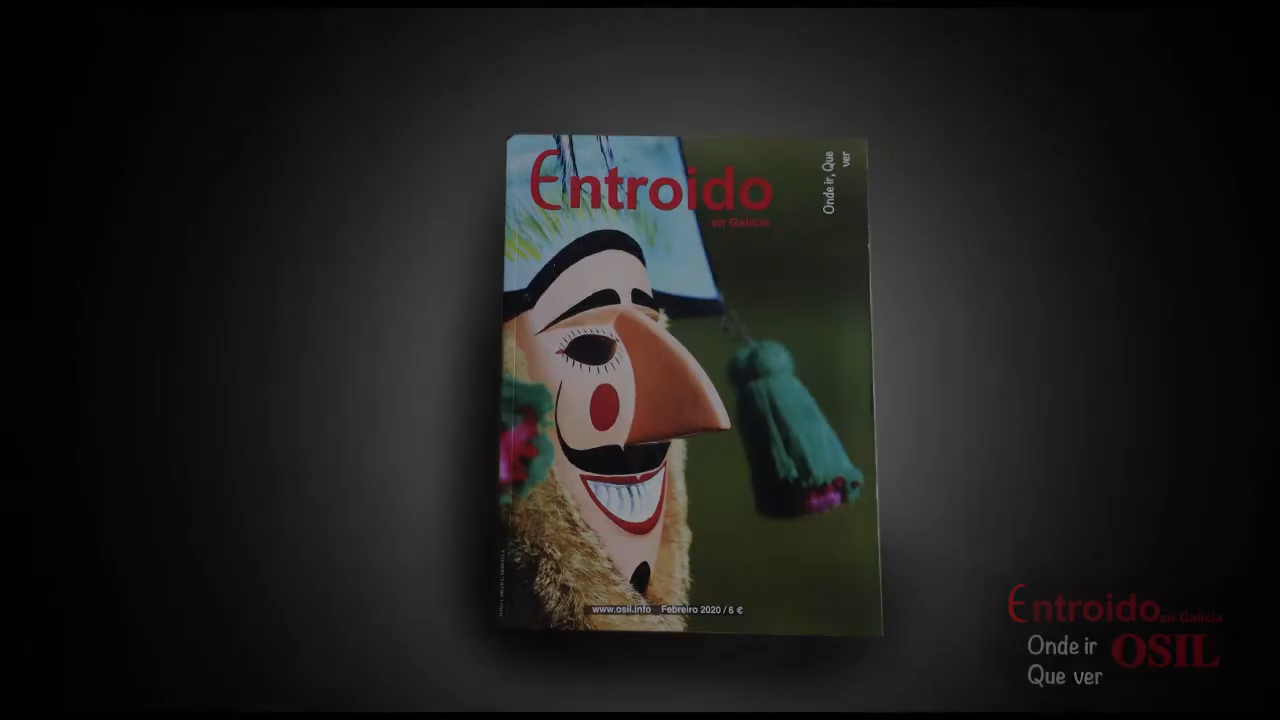 Entroido
en Galicia
Onde ir, Que
ver
www.osil.info Febreiro 2020 / 6 €
Entroido en Galicia
Onde ir OSIL
Que ver